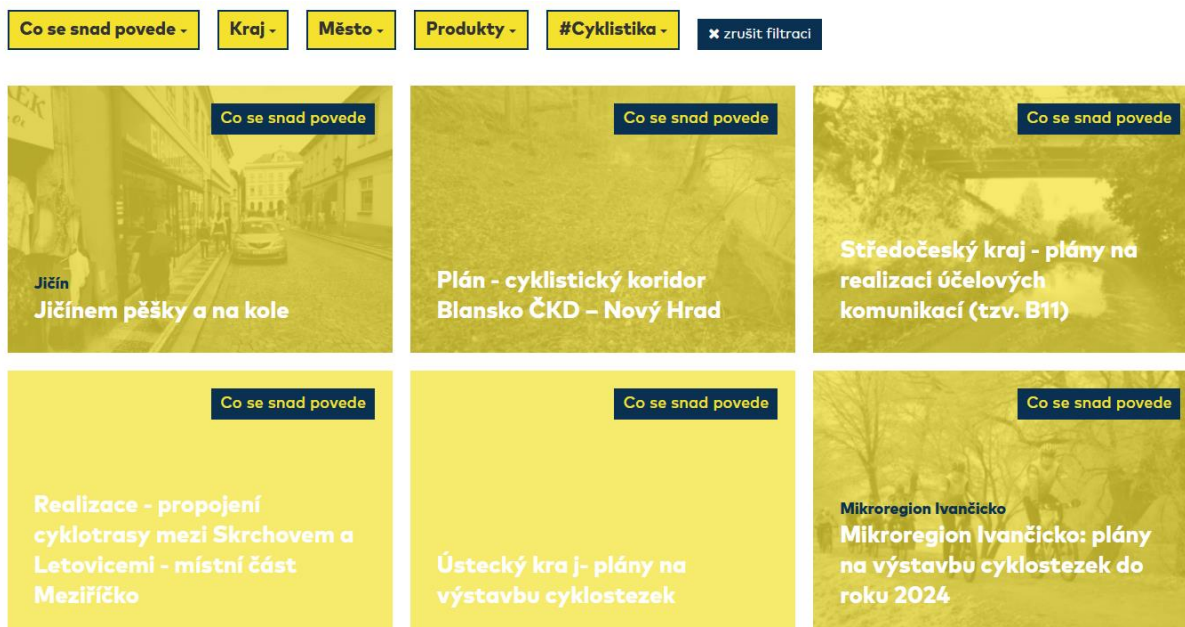 Co se snad povede
Kraj
Město
Produkty
#Cyklistika
✖ zrušit filtraci
Co se snad povede
Jičín
Jičínem pěšky a na kole
Co se snad povede
Plán - cyklistický koridor
Blansko ČKD – Nový Hrad
Co se snad povede
Středočeský kraj - plány na
realizaci účelových
komunikací (tzv. B11)
Co se snad povede
Realizace - propojení
cyklotrasy mezi Skrchovem a
Letovicemi - místní část
Meziříčko
Co se snad povede
Ústecký kra j- plány na
výstavbu cyklostezek
Co se snad povede
Mikroregion Ivančicko
Mikroregion Ivančicko: plány
na výstavbu cyklostezek do
roku 2024